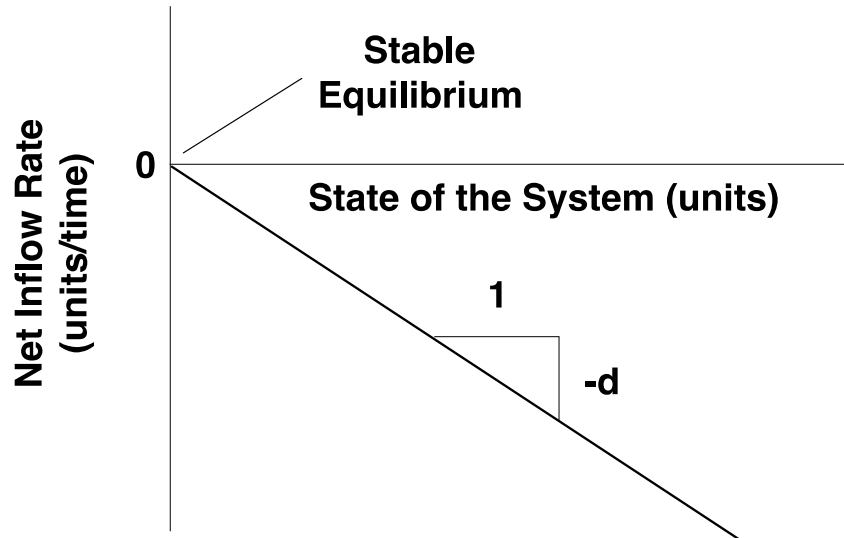 Stable
Equilibrium
Net Inflow Rate
(units/time)
0
State of the System (units)
1
-d